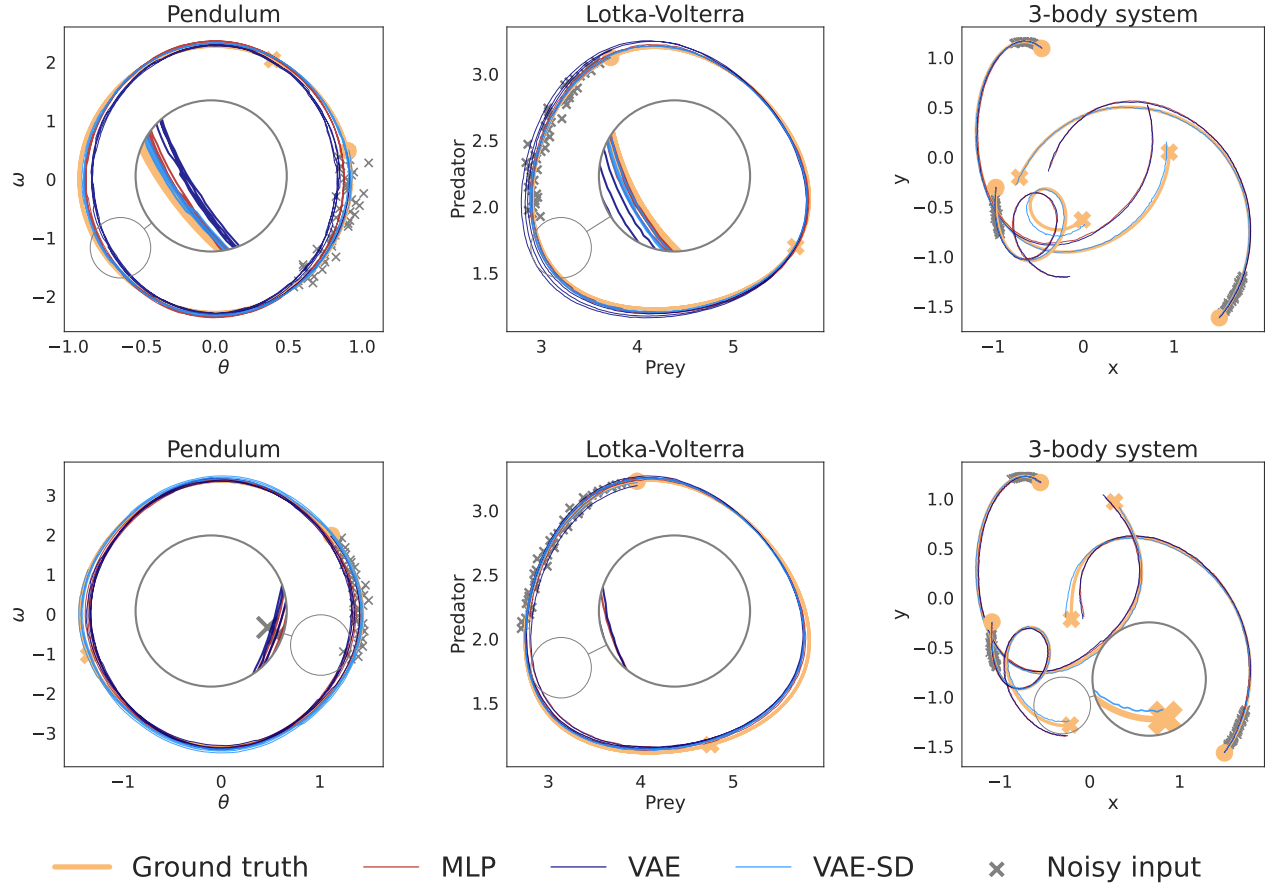 Pendulum
Lotka-Volterra
3-body system
ω
2
1
0
−1
−2
−1.0
−0.5
0.0
0.5
1.0
θ
Predator
3.0
2.5
2.0
1.5
3
4
5
Prey
y
1.0
0.5
0.0
−0.5
−1.0
−1.5
−1
0
1
x
Pendulum
Lotka-Volterra
3-body system
ω
3
2
1
0
−1
−2
−3
−1
0
1
θ
Predator
3.0
2.5
2.0
1.5
3
4
5
Prey
y
1.0
0.5
0.0
−0.5
−1.0
−1.5
−1
0
1
x
Ground truth
MLP
VAE
VAE-SD
Noisy input